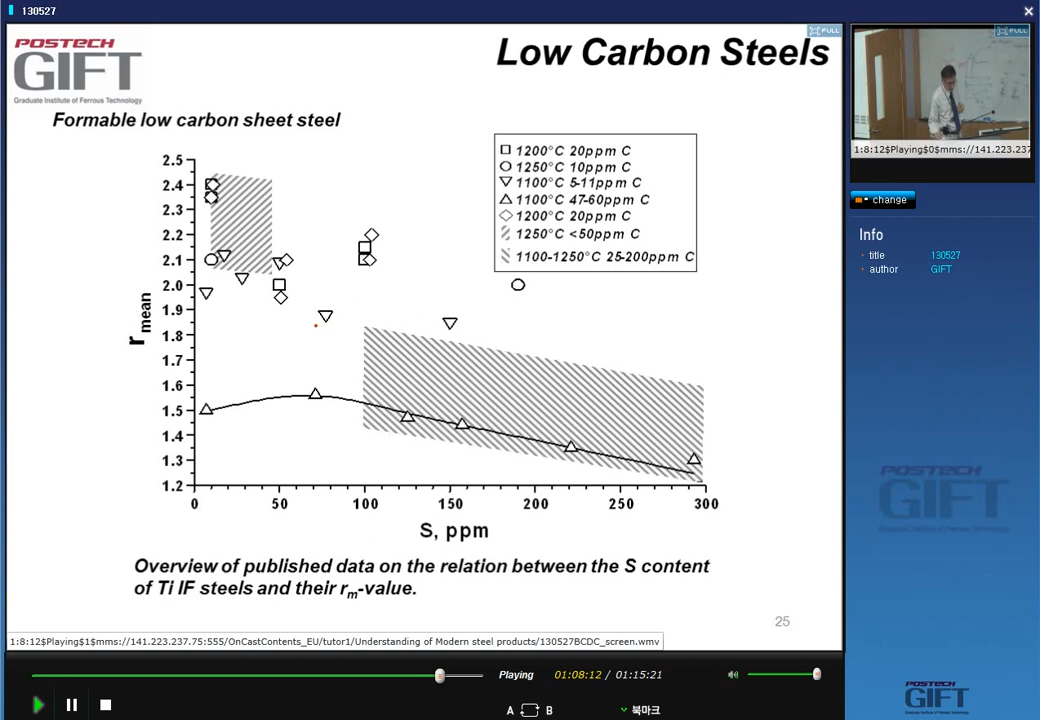 130527
POSTECH
GIFT
Graduate Institute of Ferrous Technology
Low Carbon Steels
FULL
FULL
Formable low carbon sheet steel
1200°C 20ppm C
1250°C 10ppm C
1100°C 5-11ppm C
1100°C 47-60ppm C
1200°C 20ppm C
1250°C <50ppm C
1100-1250°C 25-200ppm C
2.5
2.4
2.3
2.2
2.1
2.0
1.9
1.8
1.7
1.6
1.5
1.4
1.3
1.2
rmean
0 50 100 150 200 250 300
S, ppm
Overview of published data on the relation between the S content
of Ti IF steels and their rm-value.
25
1:8:12$Playing$1$mms://141.223.237.75:555/OnCastContents_EU/tutor1/Understanding of Modern steel products/130527BCDC_screen.wmv
1:8:12$Playing$0$mms://141.223.237
change
Info
title 130527
author GIFT
POSTECH
GIFT
Playing 01:08:12 / 01:15:21
A B 북마크
POSTECH
GIFT